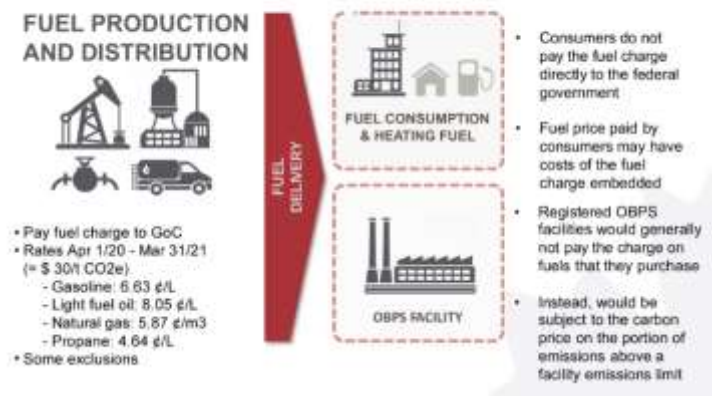 FUEL PRODUCTION
AND DISTRIBUTION
• Pay fuel charge to GoC
• Rates Apr 1/20 - Mar 31/21
(= $ 30/t CO2e)
- Gasoline: 6.63 ¢/L
- Light fuel oil: 8.05 ¢/L
- Natural gas: 5.87 ¢/m3
- Propane: 4.64 ¢/L
• Some exclusions
FUEL
DELIVERY
FUEL CONSUMPTION
& HEATING FUEL
OBPS FACILITY
• Consumers do not
pay the fuel charge
directly to the federal
government
• Fuel price paid by
consumers may have
costs of the fuel
charge embedded
• Registered OBPS
facilities would generally
not pay the charge on
fuels that they purchase
• Instead, would be
subject to the carbon
price on the portion of
emissions above a
facility emissions limit